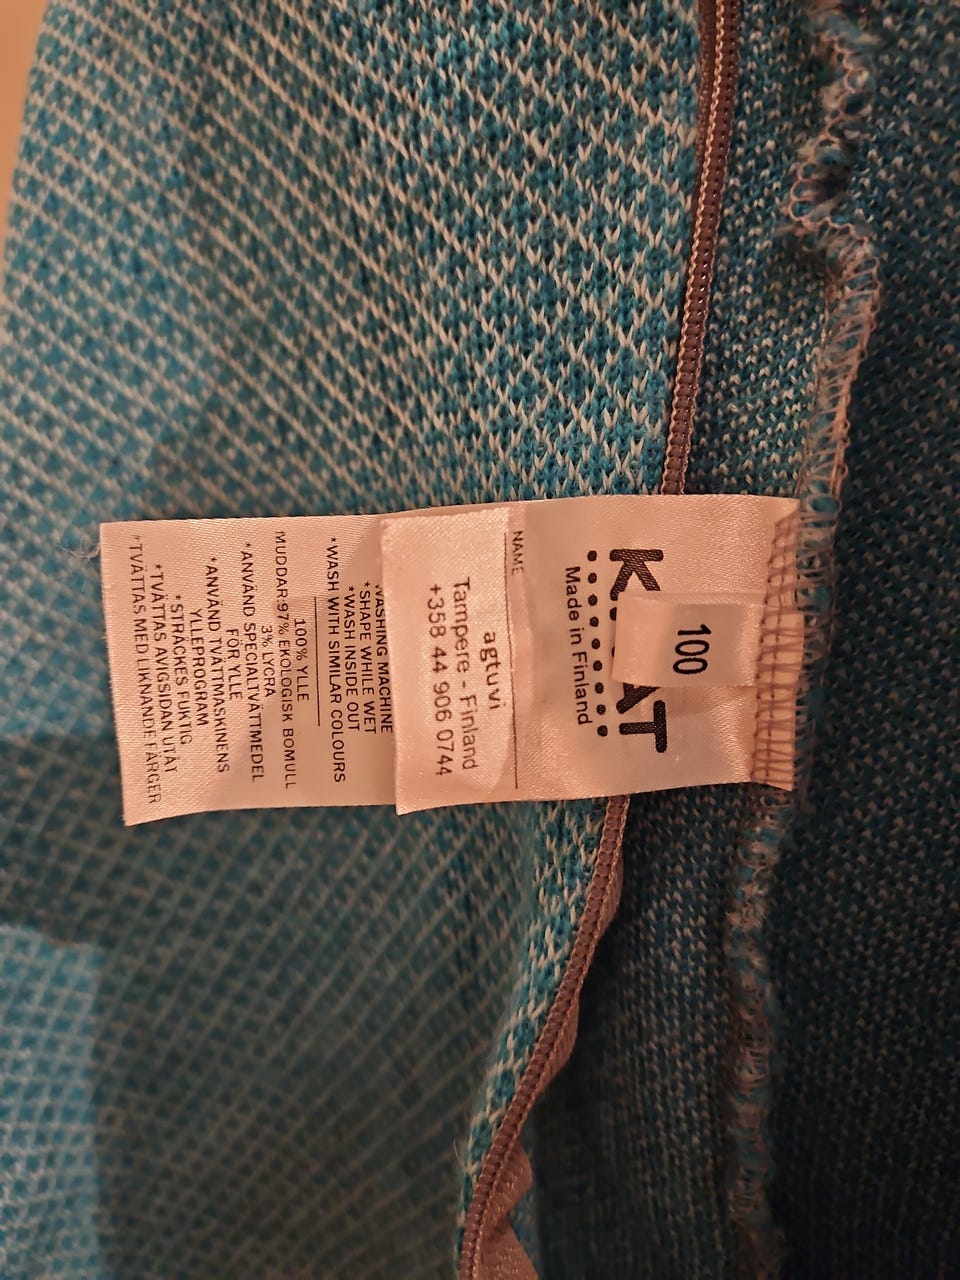 100
Made in Finland
NAME
agtuvi
Tampere - Finland
+358 44 906 0744
WASHING MACHINE
*SHAPE WHILE WET
*WASH INSIDE OUT
*WASH WITH SIMILAR COLOURS
100% YLLE
MUDDAR:97% EKOLOGISK BOMULL
3% LYCRA
*ANVÄND SPECIALTVÄTTMEDEL
FÖR YLLE
*ANVÄND TVÄTTMASKINENS
YLLEPROGRAM
*STRÄCKES FUKTIG
*TVÄTTAS AVIGSIDAN UTÅT
*TVÄTTAS MED LIKNANDE FÄRGER